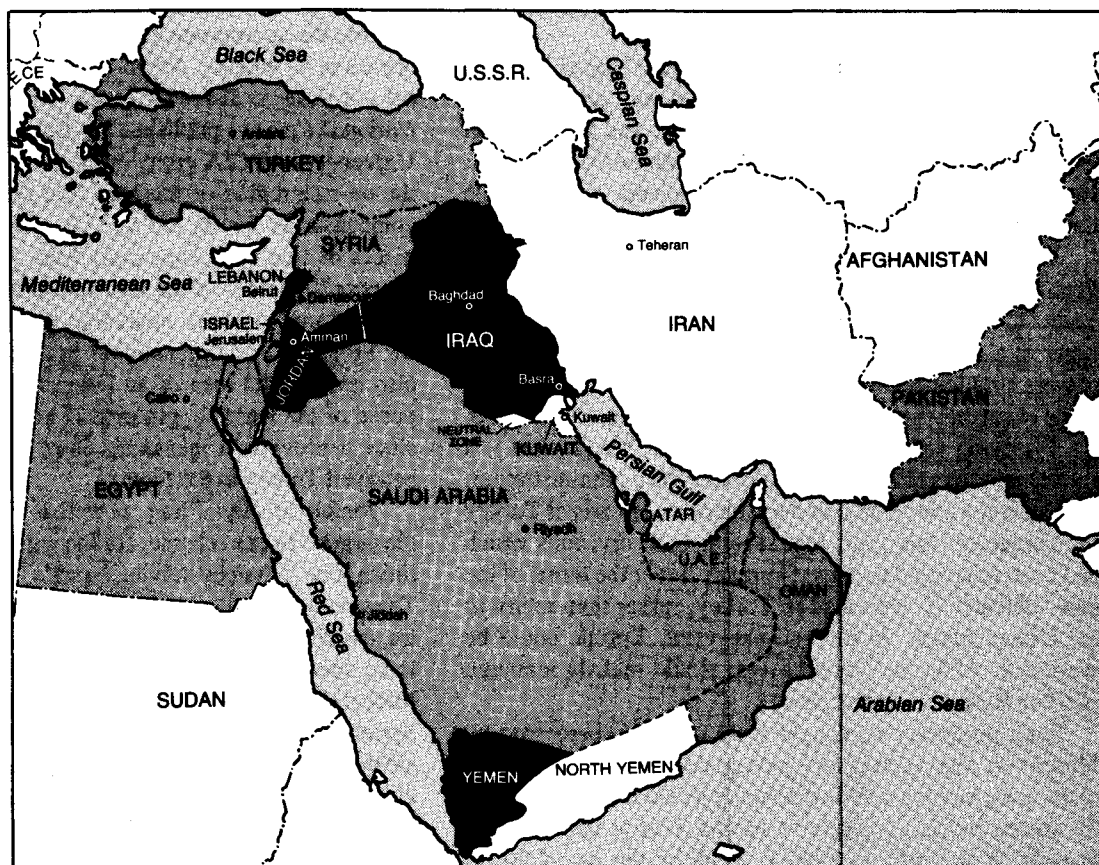 Black Sea
U.S.S.R.
Caspian Sea
ECE
Ankara
TURKEY
SYRIA
Teheran
AFGHANISTAN
LEBANON
Beirut
Damascus
Mediterranean Sea
Baghdad
ISRAEL
Jerusalem
Amman
IRAQ
IRAN
JORDAN
Basra
Cairo
PAKISTAN
Kuwait
NEUTRAL
ZONE
KUWAIT
Persian Gulf
EGYPT
SAUDI ARABIA
QATAR
Riyadh
U.A.E.
OMAN
Red Sea
Jiddah
SUDAN
Arabian Sea
YEMEN
NORTH YEMEN